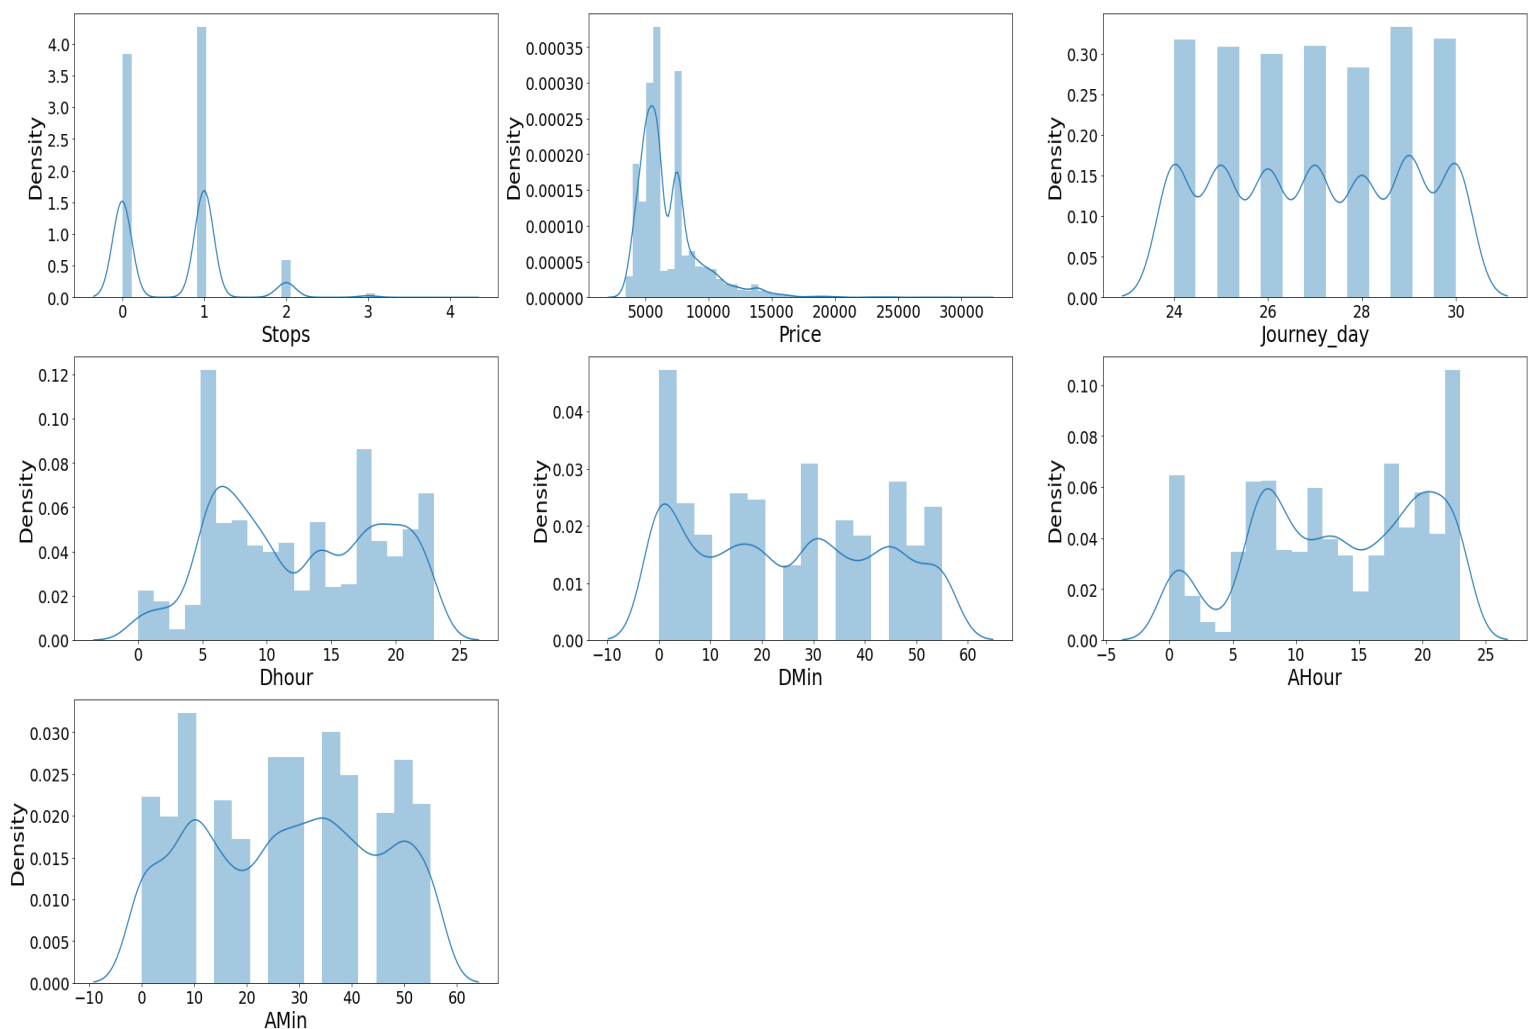 Density
4.0
3.5
3.0
2.5
2.0
1.5
1.0
0.5
0.0
0 1 2 3 4
Stops
Density
0.00035
0.00030
0.00025
0.00020
0.00015
0.00010
0.00005
0.00000
5000 10000 15000 20000 25000 30000
Price
Density
0.30
0.25
0.20
0.15
0.10
0.05
0.00
24 26 28 30
Journey_day
Density
0.12
0.10
0.08
0.06
0.04
0.02
0.00
0 5 10 15 20 25
Dhour
Density
0.04
0.03
0.02
0.01
0.00
−10 0 10 20 30 40 50 60
DMin
Density
0.10
0.08
0.06
0.04
0.02
0.00
−5 0 5 10 15 20 25
AHour
Density
0.030
0.025
0.020
0.015
0.010
0.005
0.000
−10 0 10 20 30 40 50 60
AMin